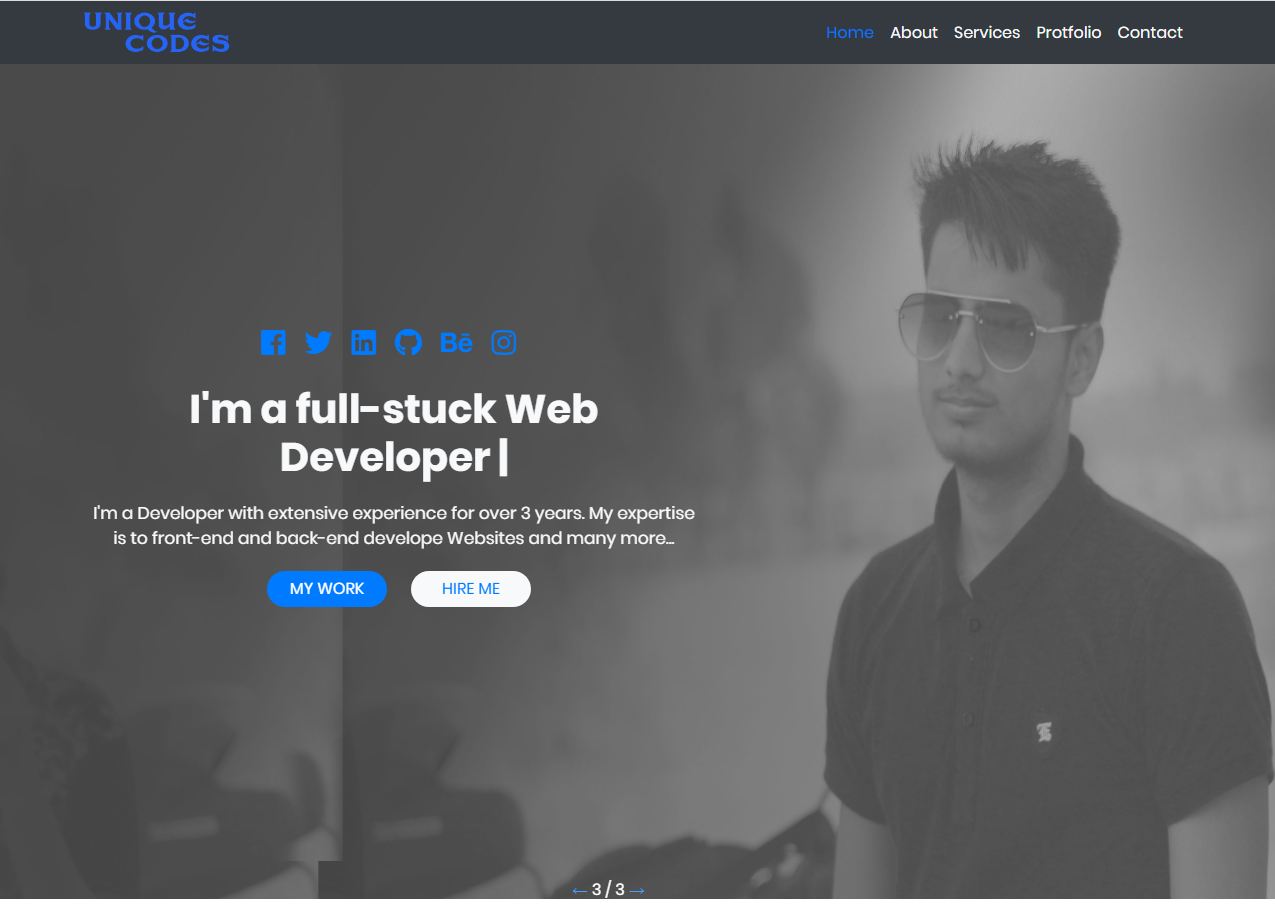 UNIQUE
CODES
Home About Services Protfolio Contact
Bē
I'm a full-stuck Web
Developer |
I'm a Developer with extensive experience for over 3 years. My expertise
is to front-end and back-end develope Websites and many more...
MY WORK HIRE ME
← 3 / 3 →